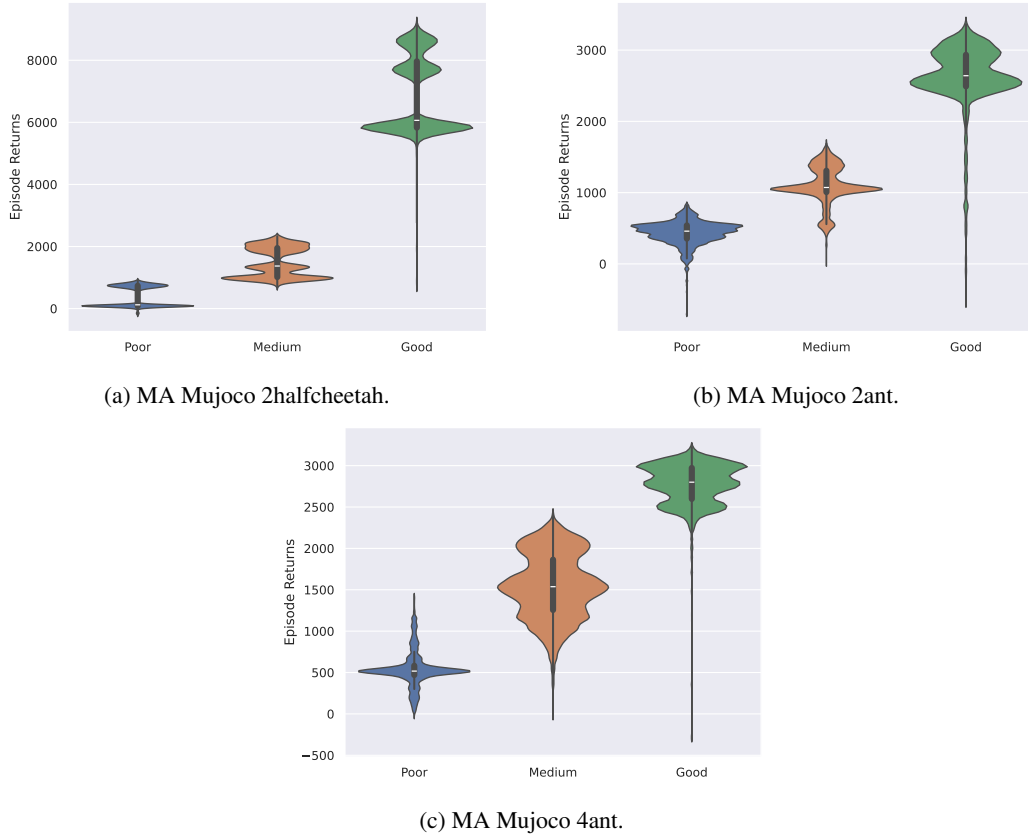 8000
6000
4000
2000
0
Episode Returns
Poor Medium Good
(a) MA Mujoco 2halfcheetah.
3000
2000
1000
0
Episode Returns
Poor Medium Good
(b) MA Mujoco 2ant.
3000
2500
2000
1500
1000
500
0
−500
Episode Returns
Poor Medium Good
(c) MA Mujoco 4ant.